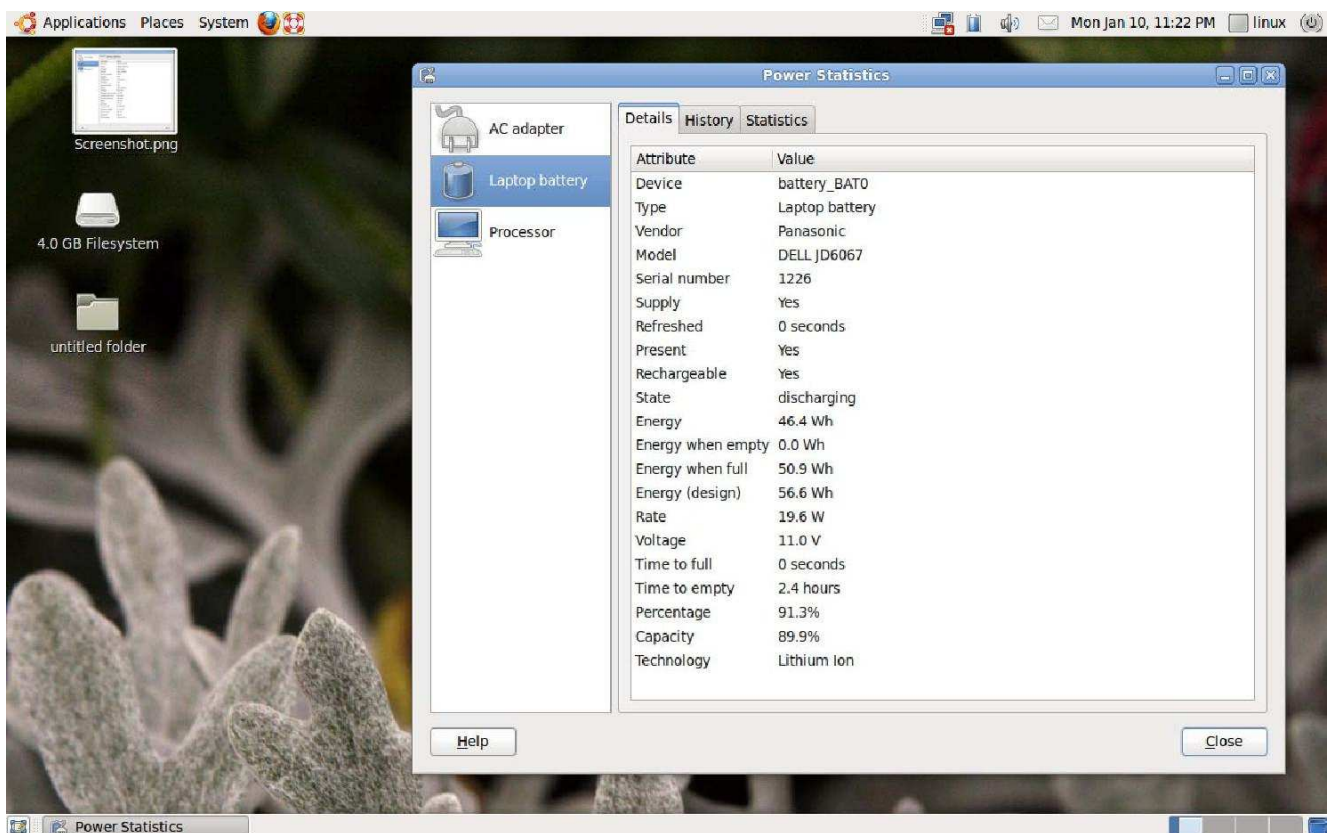 Applications Places System Mon Jan 10, 11:22 PM linux
Screenshot.png
4.0 GB Filesystem
untitled folder
Power Statistics
AC adapter
Laptop battery
Processor
Details History Statistics
Attribute Value
Device battery_BAT0
Type Laptop battery
Vendor Panasonic
Model DELL JD6067
Serial number 1226
Supply Yes
Refreshed 0 seconds
Present Yes
Rechargeable Yes
State discharging
Energy 46.4 Wh
Energy when empty 0.0 Wh
Energy when full 50.9 Wh
Energy (design) 56.6 Wh
Rate 19.6 W
Voltage 11.0 V
Time to full 0 seconds
Time to empty 2.4 hours
Percentage 91.3%
Capacity 89.9%
Technology Lithium Ion
Help Close
Power Statistics